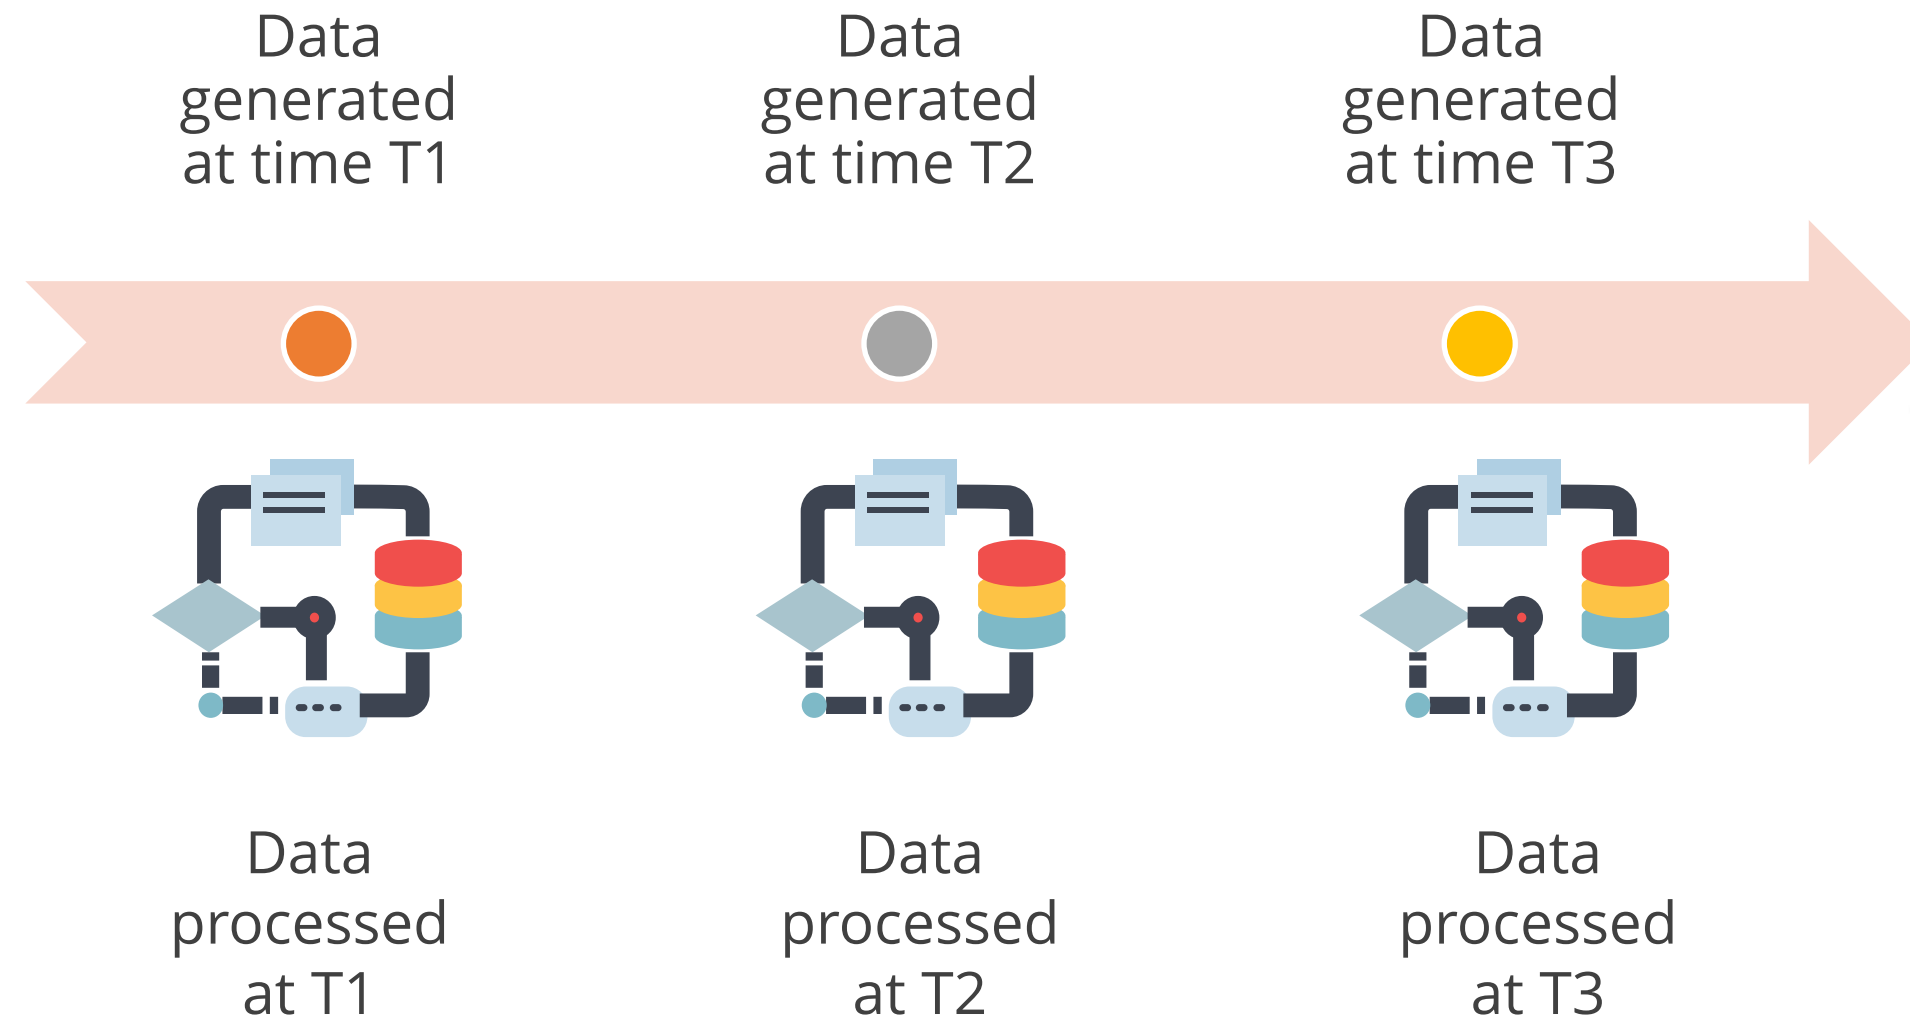 Data
generated
at time T1
Data
generated
at time T2
Data
generated
at time T3
Data
processed
at T1
Data
processed
at T2
Data
processed
at T3